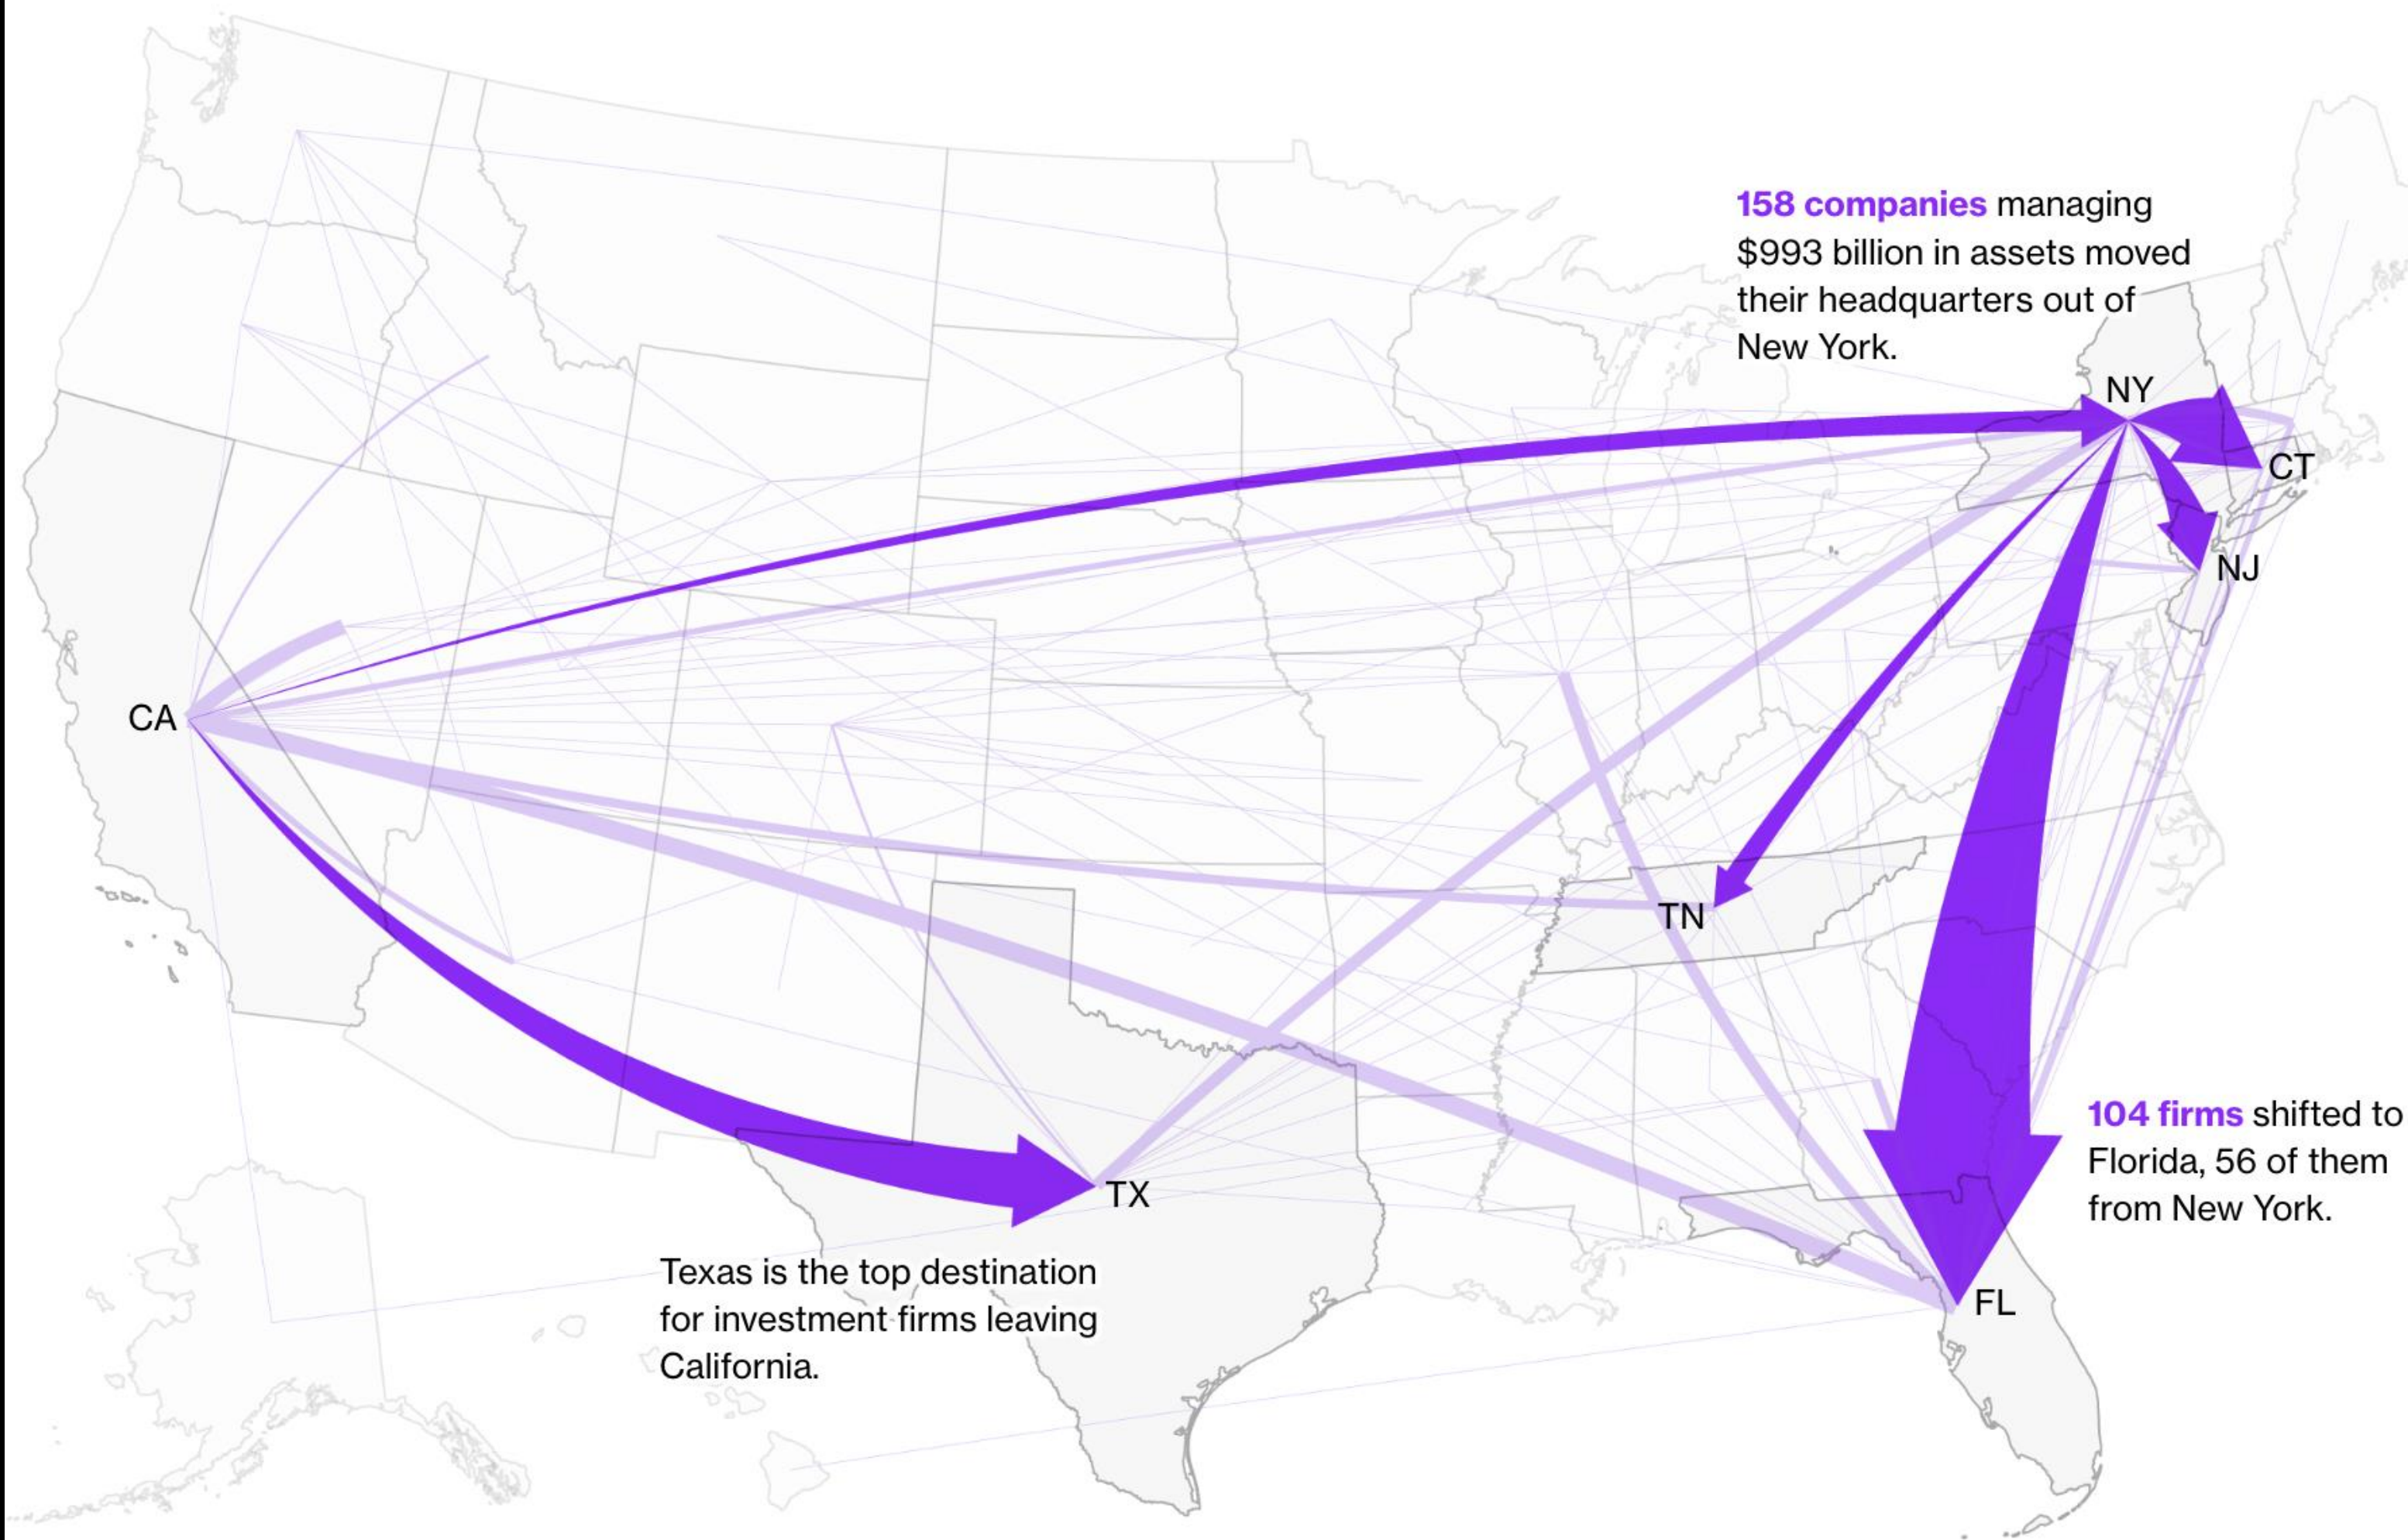 158 companies managing
$993 billion in assets moved
their headquarters out of
New York.
NY
CT
NJ
CA
TN
104 firms shifted to
Florida, 56 of them
from New York.
TX
Texas is the top destination
for investment firms leaving
California.
FL